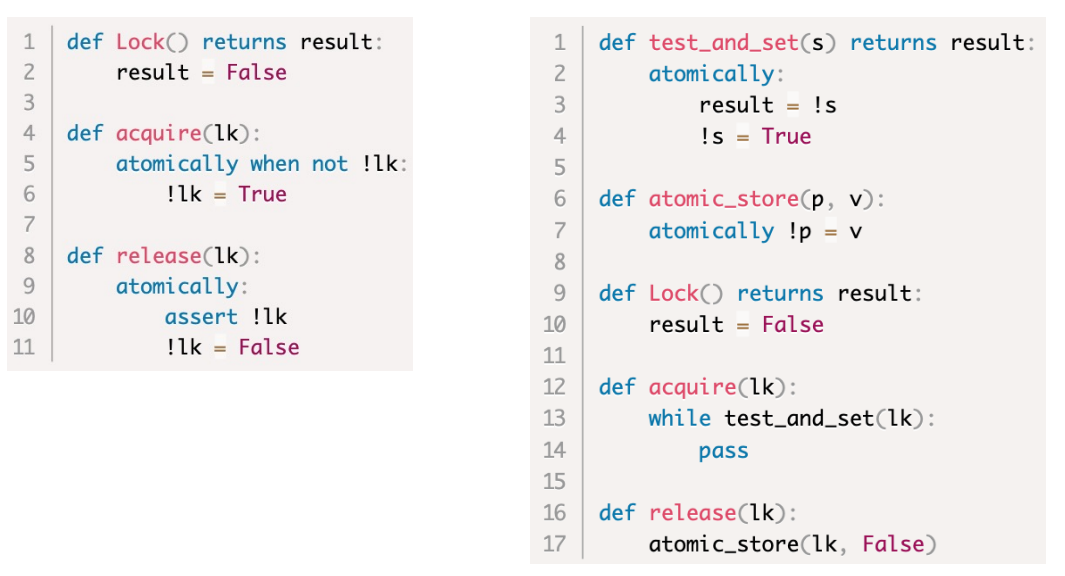 1 def Lock() returns result:
2     result = False
3
4 def acquire(lk):
5     atomically when not !lk:
6         !lk = True
7
8 def release(lk):
9     atomically:
10         assert !lk
11         !lk = False
1 def test_and_set(s) returns result:
2     atomically:
3         result = !s
4         !s = True
5
6 def atomic_store(p, v):
7     atomically !p = v
8
9 def Lock() returns result:
10     result = False
11
12 def acquire(lk):
13     while test_and_set(lk):
14         pass
15
16 def release(lk):
17     atomic_store(lk, False)